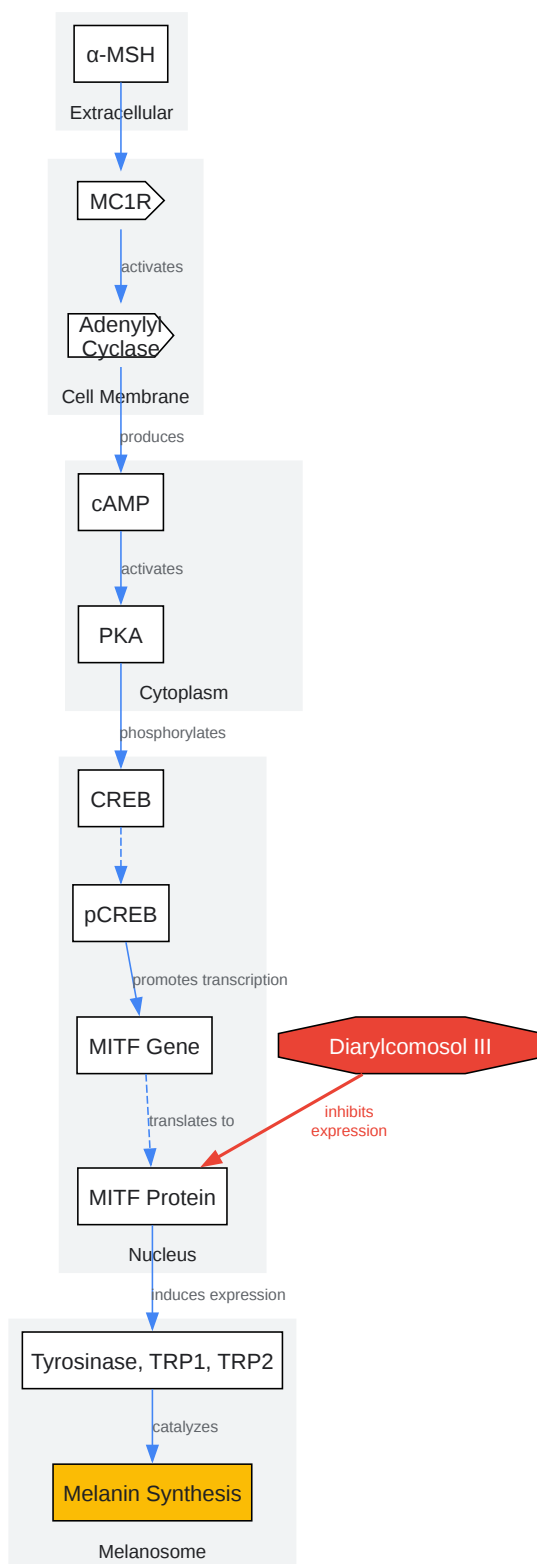 α-MSH
Extracellular
MC1R
activates
Adenylyl
Cyclase
Cell Membrane
produces
cAMP
activates
PKA
Cytoplasm
phosphorylates
CREB
pCREB
promotes transcription
MITF Gene
Diarylcomosol III
translates to
inhibits
expression
MITF Protein
Nucleus
induces expression
Tyrosinase, TRP1, TRP2
catalyzes
Melanin Synthesis
Melanosome